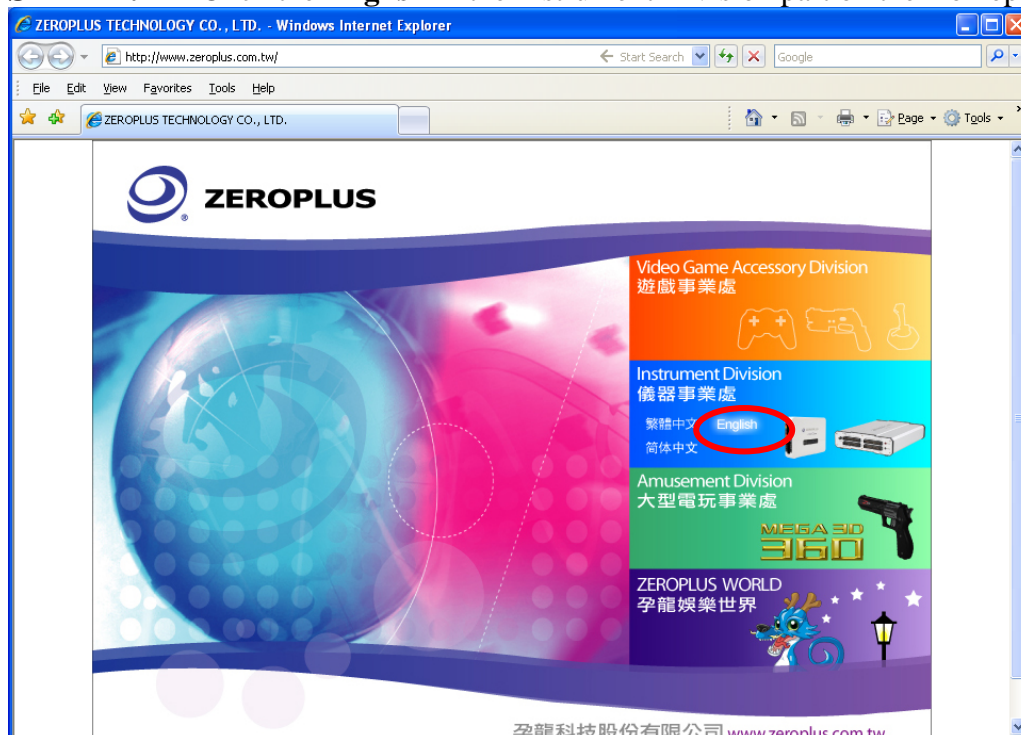 ZEROPLUS TECHNOLOGY CO., LTD. - Windows Internet Explorer
http://www.zeroplus.com.tw/
Start Search
Google
File Edit View Favorites Tools Help
ZEROPLUS TECHNOLOGY CO., LTD.
Page Tools
ZEROPLUS
®
Video Game Accessory Division
遊戲事業處
Instrument Division
儀器事業處
繁體中文 English
简体中文
Amusement Division
大型電玩事業處
MEGA 3D
360
ZEROPLUS WORLD
孕龍娛樂世界
孕龍科技股份有限公司 www.zeroplus.com.tw